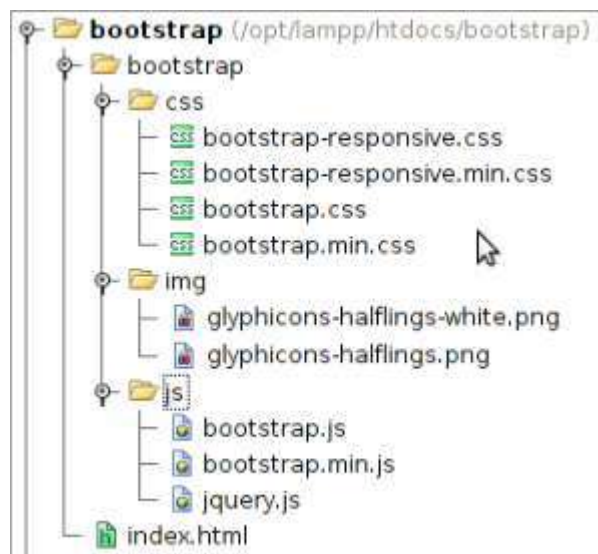 bootstrap (/opt/lampp/htdocs/bootstrap)
bootstrap
css
bootstrap-responsive.css
bootstrap-responsive.min.css
bootstrap.css
bootstrap.min.css
img
glyphicons-halflings-white.png
glyphicons-halflings.png
js
bootstrap.js
bootstrap.min.js
jquery.js
index.html